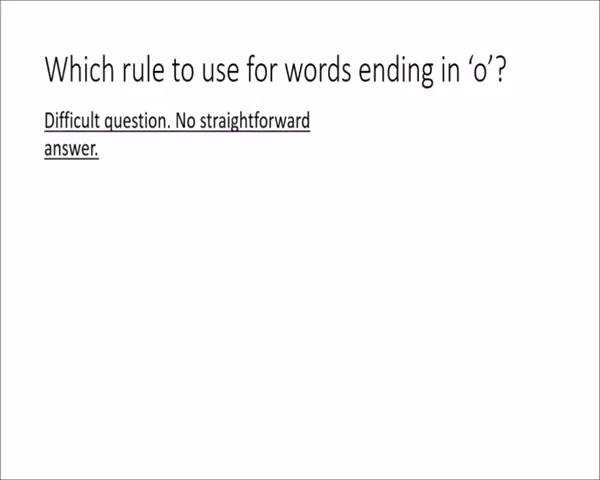 Which rule to use for words ending in ‘o’?
Difficult question. No straightforward
answer.